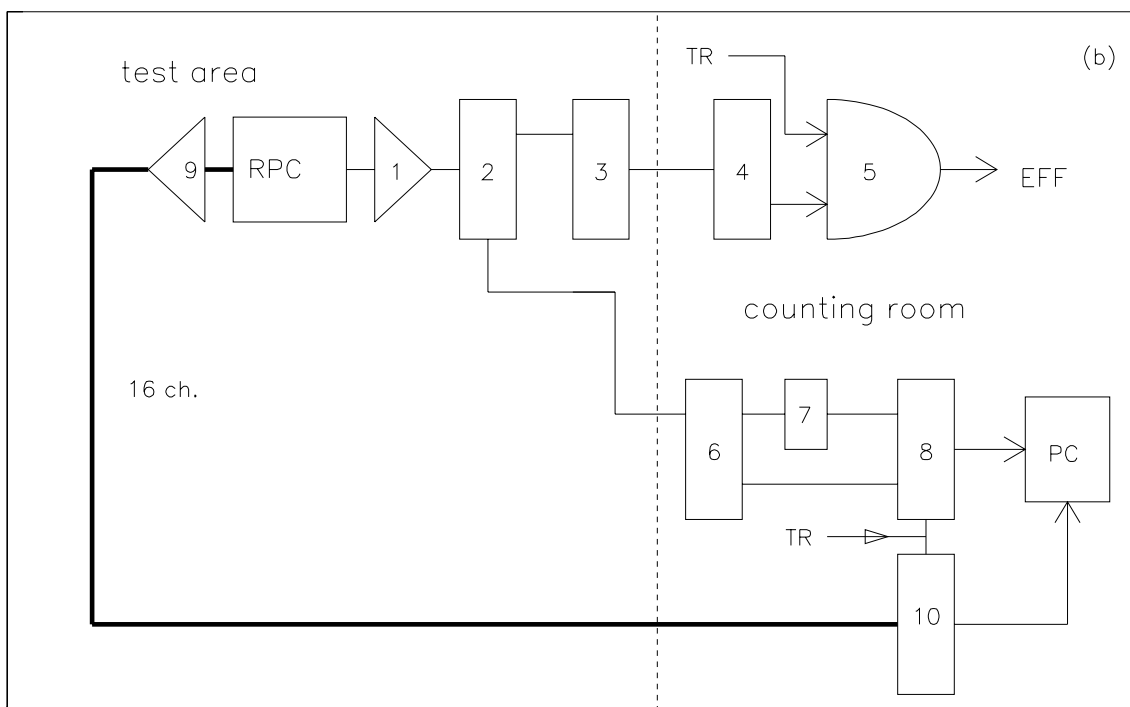 (b)
test area
TR
9
RPC
1
2
3
4
5
EFF
counting room
16 ch.
6
7
8
PC
TR
10